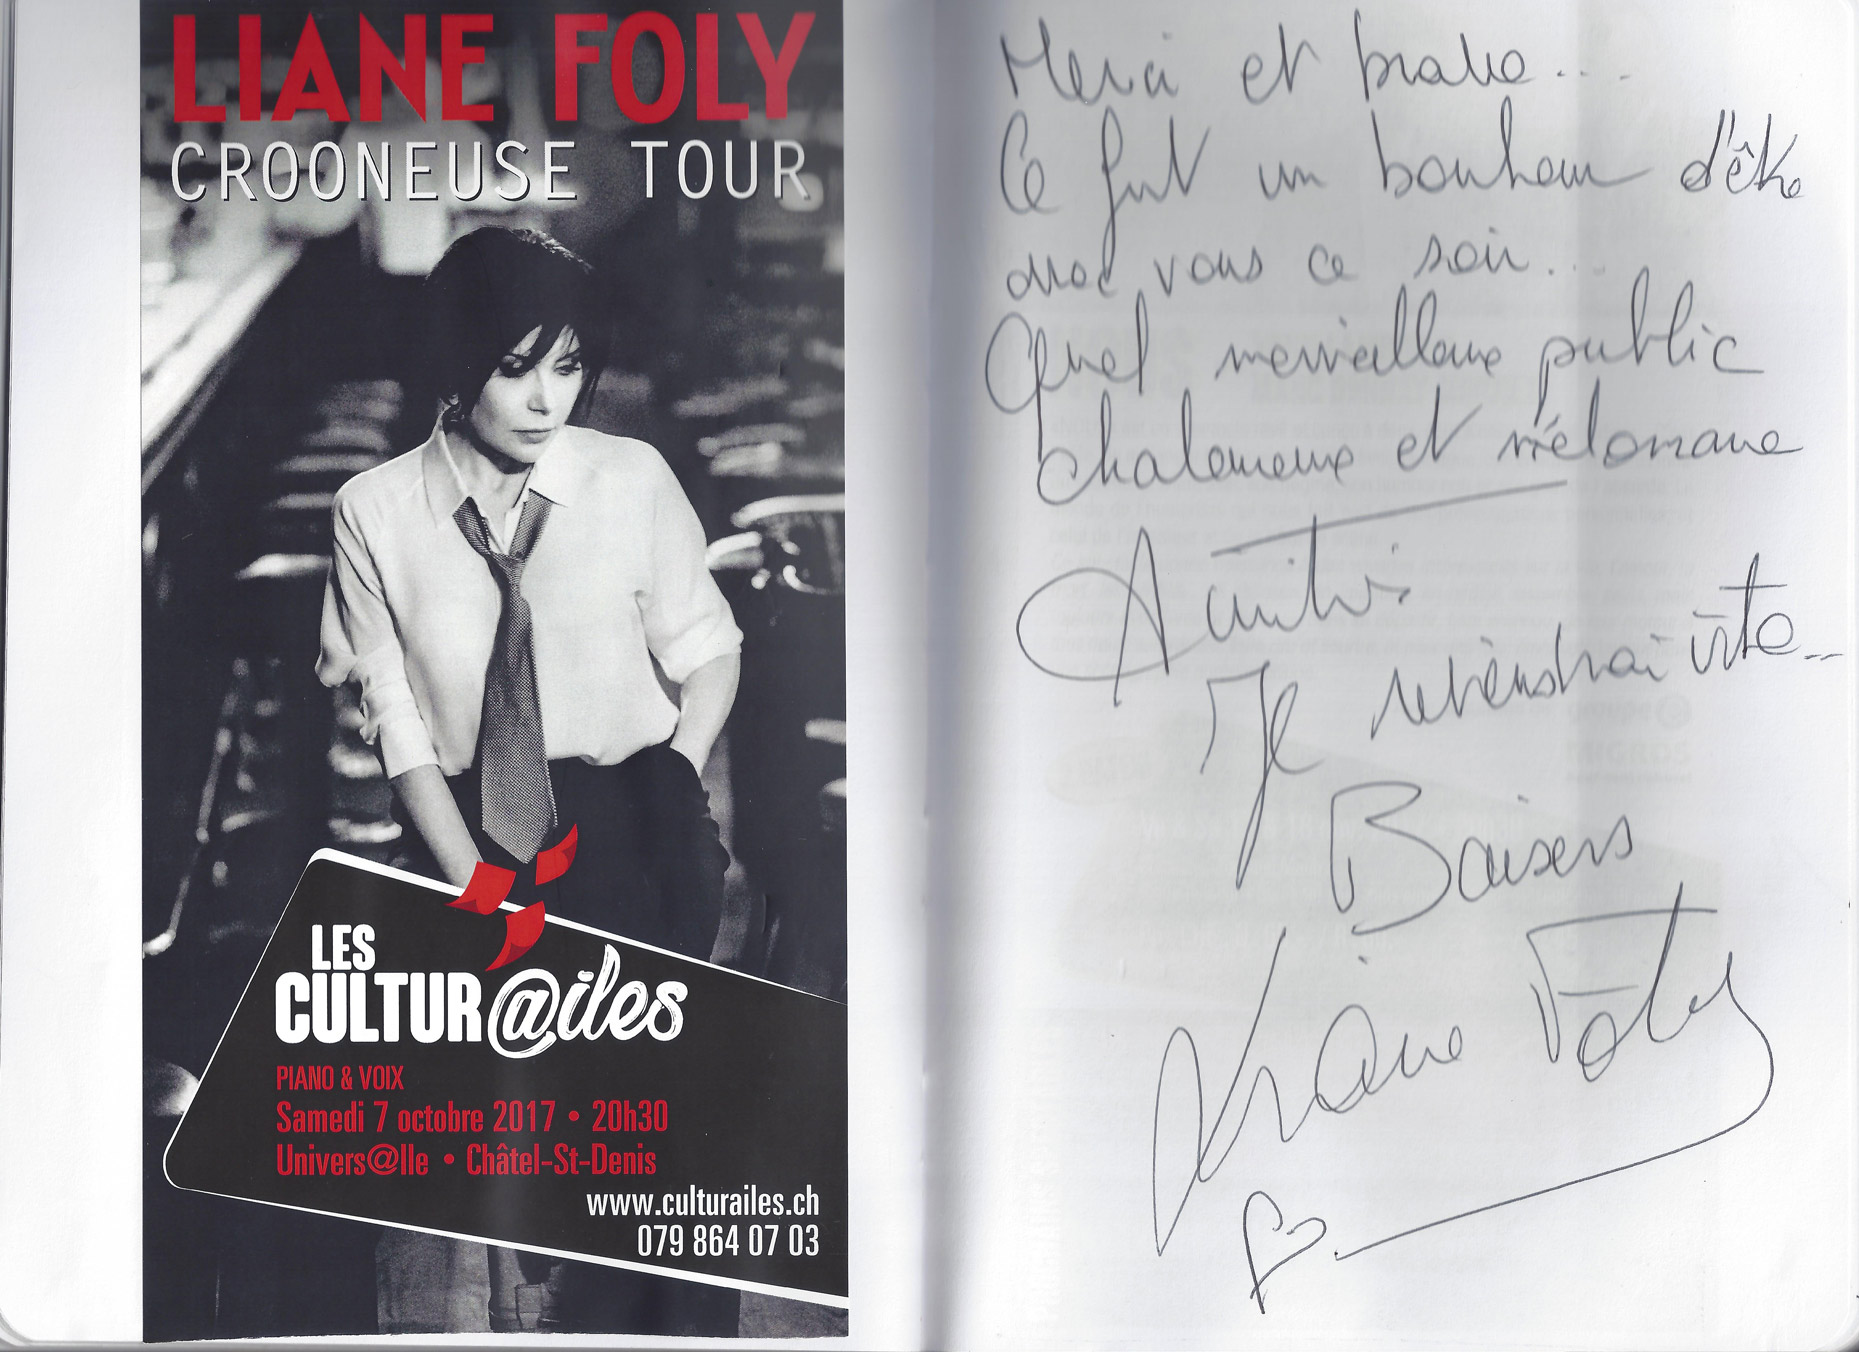 LIANE FOLY
CROONEUSE TOUR
LES
CULTUR@iles
PIANO & VOIX
Samedi 7 octobre 2017 • 20h30
Univers@lle • Châtel-St-Denis
www.culturailes.ch
079 864 07 03
Merci et bravo...
Ce fut un bonheur d'être
avec vous ce soir...
Quel merveilleux public
chaleureux et mélomane
Je reviendrai vite...
Baisers
Liane Foly